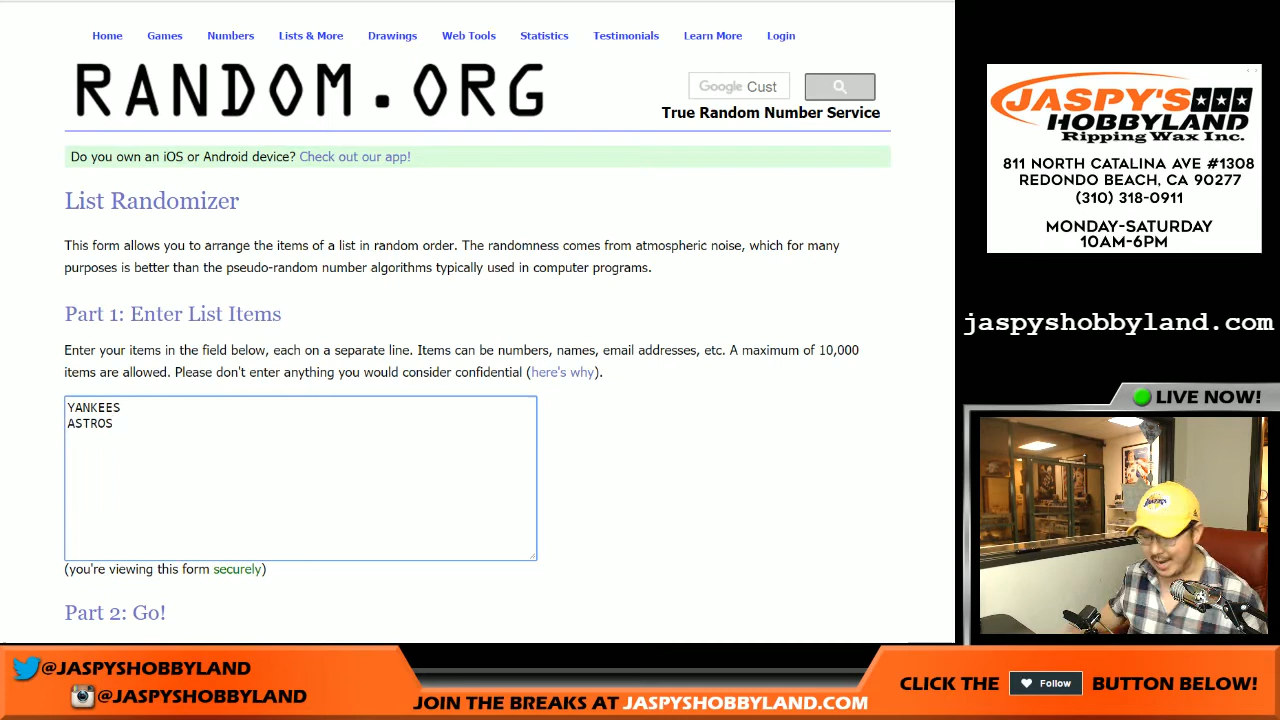 Home Games Numbers Lists & More Drawings Web Tools Statistics Testimonials Learn More Login
RANDOM.ORG
Google Cust
True Random Number Service
Do you own an iOS or Android device? Check out our app!
List Randomizer
This form allows you to arrange the items of a list in random order. The randomness comes from atmospheric noise, which for many
purposes is better than the pseudo-random number algorithms typically used in computer programs.
Part 1: Enter List Items
Enter your items in the field below, each on a separate line. Items can be numbers, names, email addresses, etc. A maximum of 10,000
items are allowed. Please don't enter anything you would consider confidential (here's why).
YANKEES
ASTROS
(you're viewing this form securely)
Part 2: Go!
JASPY'S
HOBBYLAND
Ripping Wax Inc.
811 NORTH CATALINA AVE #1308
REDONDO BEACH, CA 90277
(310) 318-0911
MONDAY-SATURDAY
10AM-6PM
jaspyshobbyland.com
LIVE NOW!
@JASPYSHOBBYLAND
@JASPYSHOBBYLAND
JOIN THE BREAKS AT JASPYSHOBBYLAND.COM
CLICK THE Follow BUTTON BELOW!